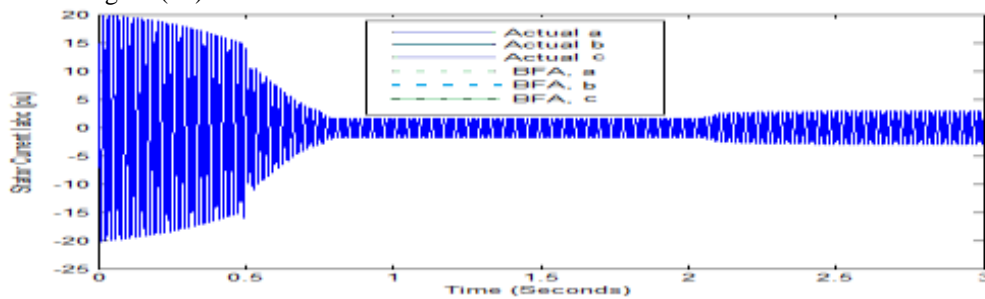 Actual a
Actual b
Actual c
BFA, a
BFA, b
BFA, c
Stator Current Iabc (pu)
20
15
10
5
0
-5
-10
-15
-20
-25
0
0.5
1
1.5
2
2.5
3
Time (Seconds)